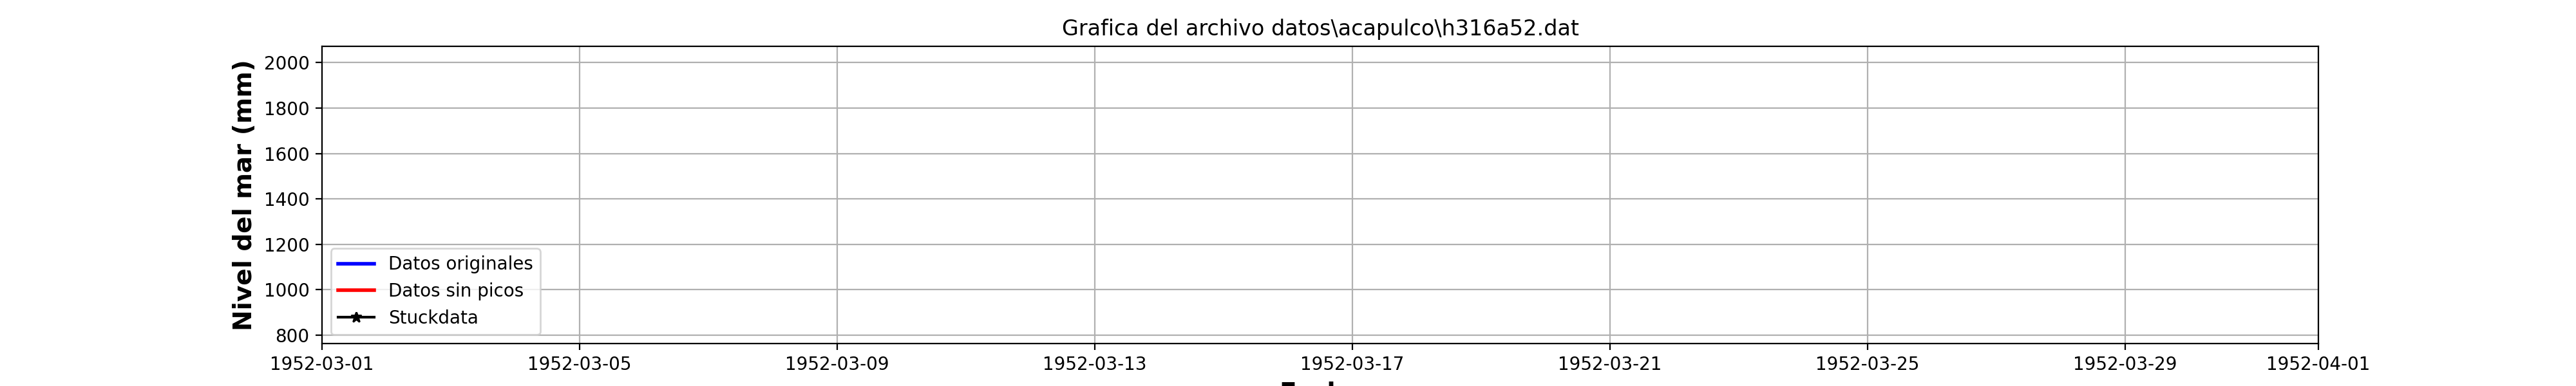 Grafica del archivo datos\acapulco\h316a52.dat
Nivel del mar (mm)
2000
1800
1600
1400
1200
1000
800
Datos originales
Datos sin picos
Stuckdata
1952-03-01 1952-03-05 1952-03-09 1952-03-13 1952-03-17 1952-03-21 1952-03-25 1952-03-29 1952-04-01